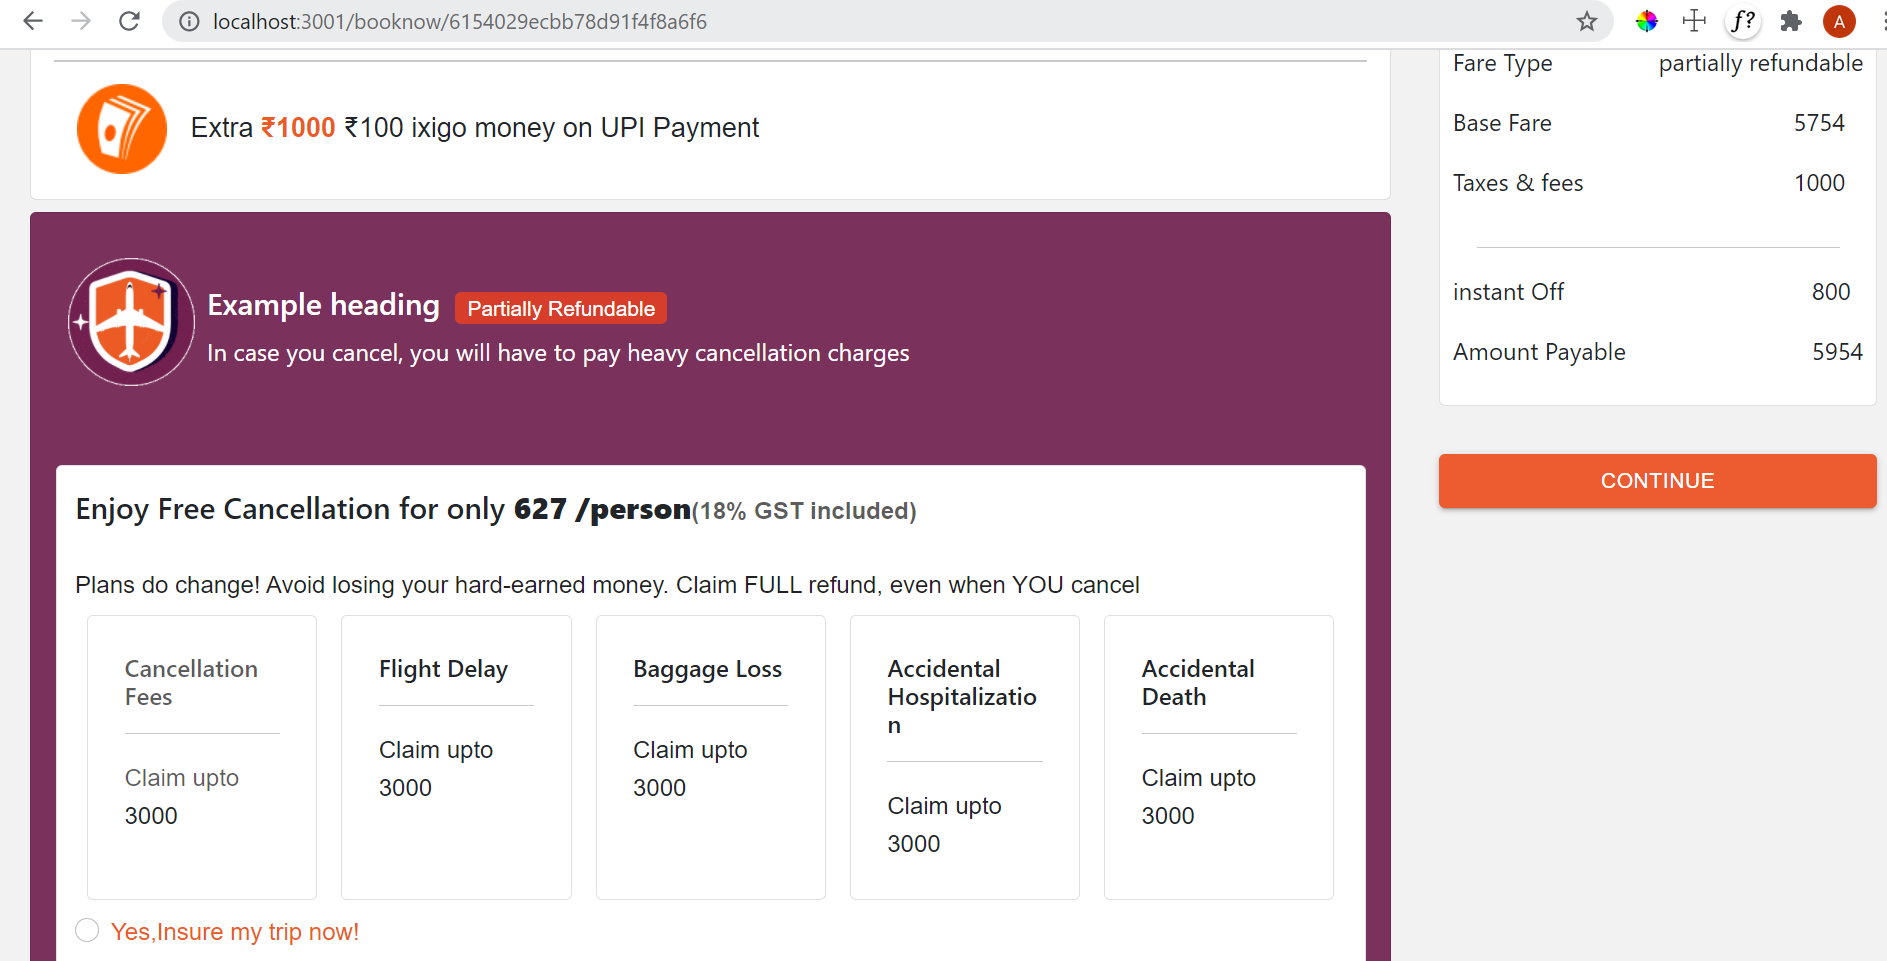 localhost:3001/booknow/6154029ecbb78d91f4f8a6f6
f?
A
Extra ₹1000 ₹100 ixigo money on UPI Payment
Example heading Partially Refundable
In case you cancel, you will have to pay heavy cancellation charges
Enjoy Free Cancellation for only 627 /person(18% GST included)
Plans do change! Avoid losing your hard-earned money. Claim FULL refund, even when YOU cancel
Cancellation
Fees
Claim upto
3000
Flight Delay
Claim upto
3000
Baggage Loss
Claim upto
3000
Accidental
Hospitalizatio
n
Claim upto
3000
Accidental
Death
Claim upto
3000
Yes,Insure my trip now!
Fare Type partially refundable
Base Fare 5754
Taxes & fees 1000
instant Off 800
Amount Payable 5954
CONTINUE